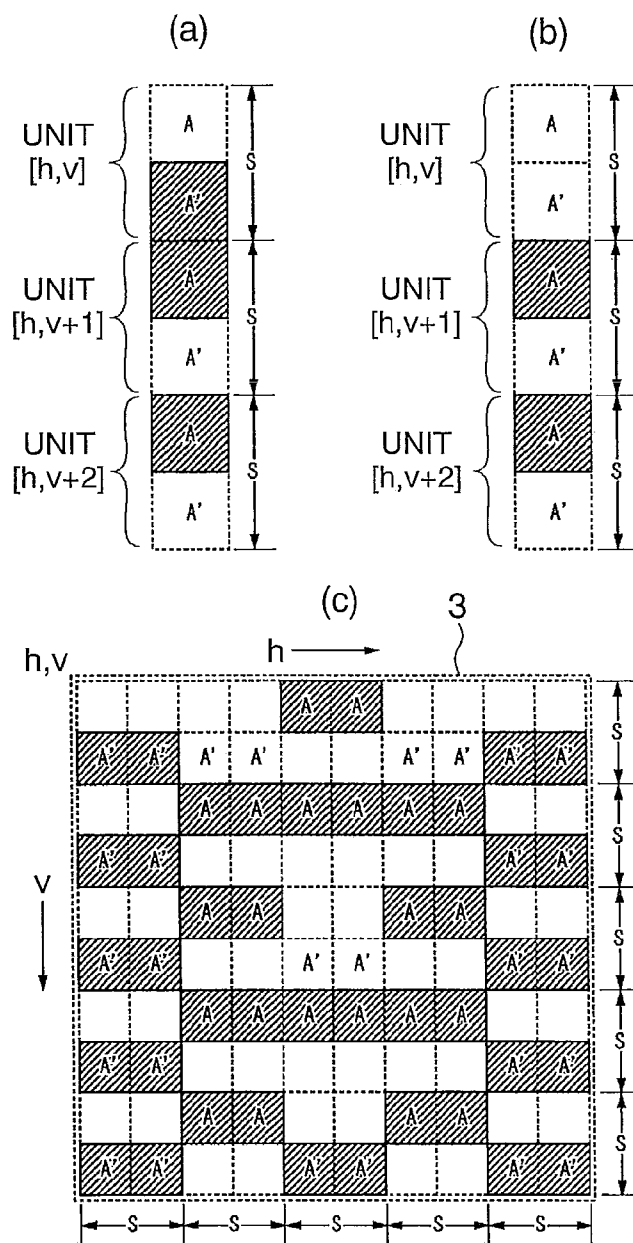 (a) (b)
UNIT [h,v] A S
A'
UNIT [h,v+1] A S
A'
UNIT [h,v+2] A S
A'
UNIT [h,v] A S
A'
UNIT [h,v+1] A S
A'
UNIT [h,v+2] A S
A'
(c)
3
h,v h
A A S
A' A' A' A' A' A' A' A'
A A A A A A S
A' A' A' A'
v
A A A A S
A' A' A' A' A' A'
A A A A A A S
A' A' A' A'
A A A A S
A' A' A' A' A' A'
S S S S S